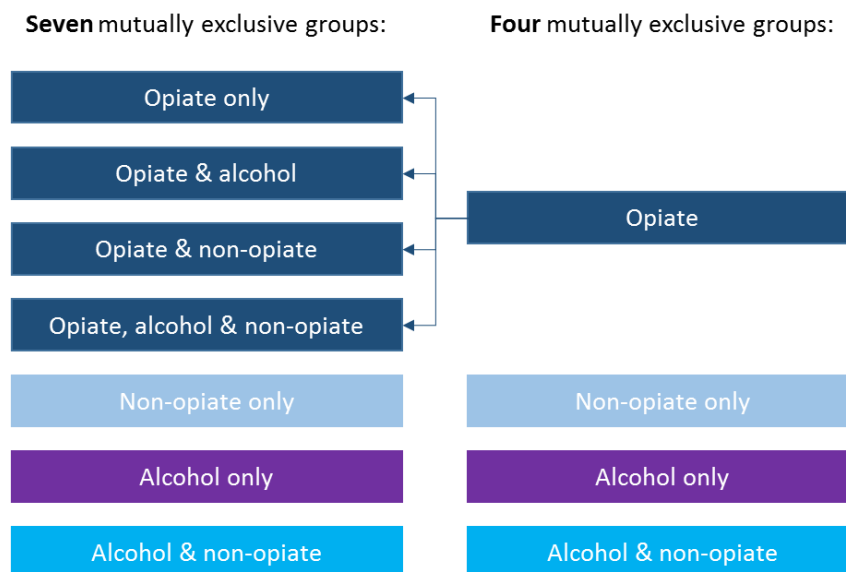 Seven mutually exclusive groups:
Four mutually exclusive groups:
Opiate only
Opiate & alcohol
Opiate & non-opiate
Opiate, alcohol & non-opiate
Opiate
Non-opiate only
Non-opiate only
Alcohol only
Alcohol only
Alcohol & non-opiate
Alcohol & non-opiate